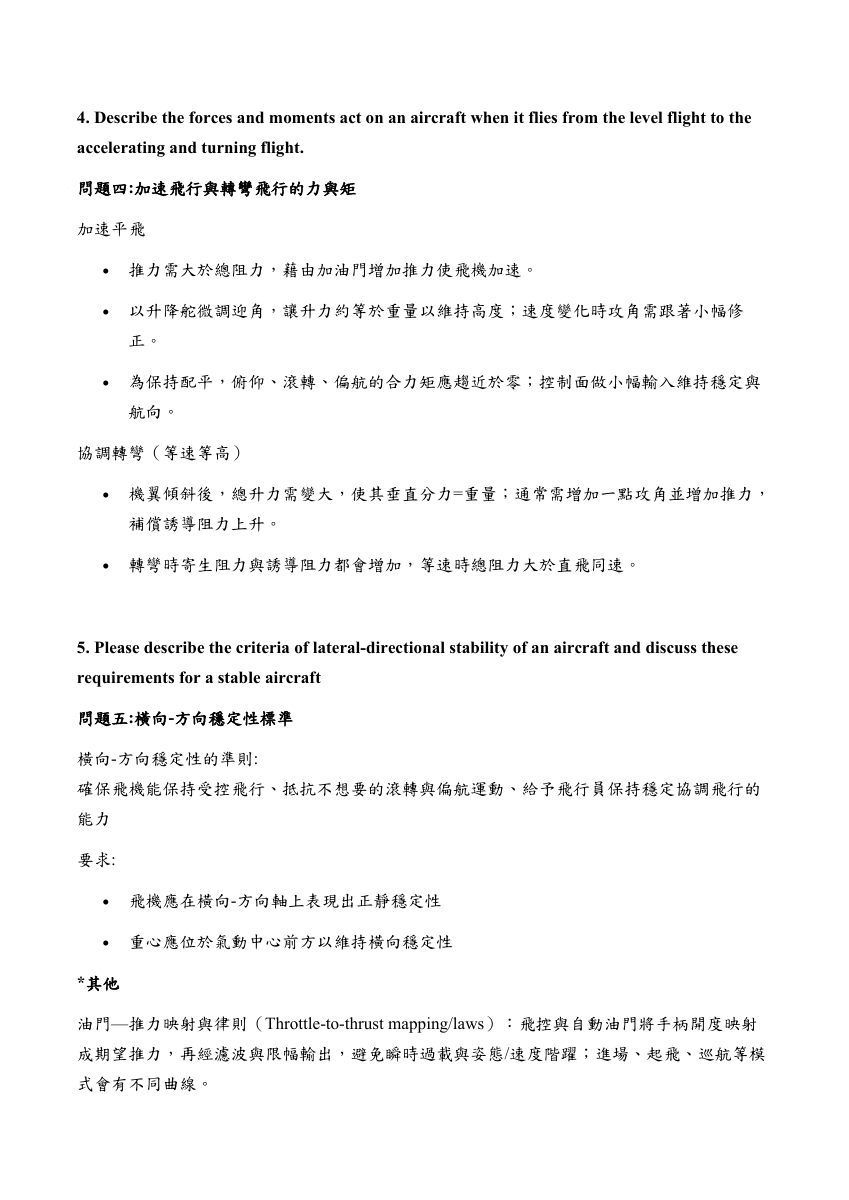 4. Describe the forces and moments act on an aircraft when it flies from the level flight to the
accelerating and turning flight.
問題四:加速飛行與轉彎飛行的力與矩
加速平飛
• 推力需大於總阻力，藉由加油門增加推力使飛機加速。
• 以升降舵微調迎角，讓升力約等於重量以維持高度；速度變化時攻角需跟著小幅修
正。
• 為保持配平，俯仰、滾轉、偏航的合力矩應趨近於零；控制面做小幅輸入維持穩定與
航向。
協調轉彎（等速等高）
• 機翼傾斜後，總升力需變大，使其垂直分力=重量；通常需增加一點攻角並增加推力，
補償誘導阻力上升。
• 轉彎時寄生阻力與誘導阻力都會增加，等速時總阻力大於直飛同速。
5. Please describe the criteria of lateral-directional stability of an aircraft and discuss these
requirements for a stable aircraft
問題五:橫向-方向穩定性標準
橫向-方向穩定性的準則:
確保飛機能保持受控飛行、抵抗不想要的滾轉與偏航運動、給予飛行員保持穩定協調飛行的
能力
要求:
• 飛機應在橫向-方向軸上表現出正靜穩定性
• 重心應位於氣動中心前方以維持橫向穩定性
*其他
油門—推力映射與律則（Throttle-to-thrust mapping/laws）：飛控與自動油門將手柄開度映射
成期望推力，再經濾波與限幅輸出，避免瞬時過載與姿態/速度階躍；進場、起飛、巡航等模
式會有不同曲線。